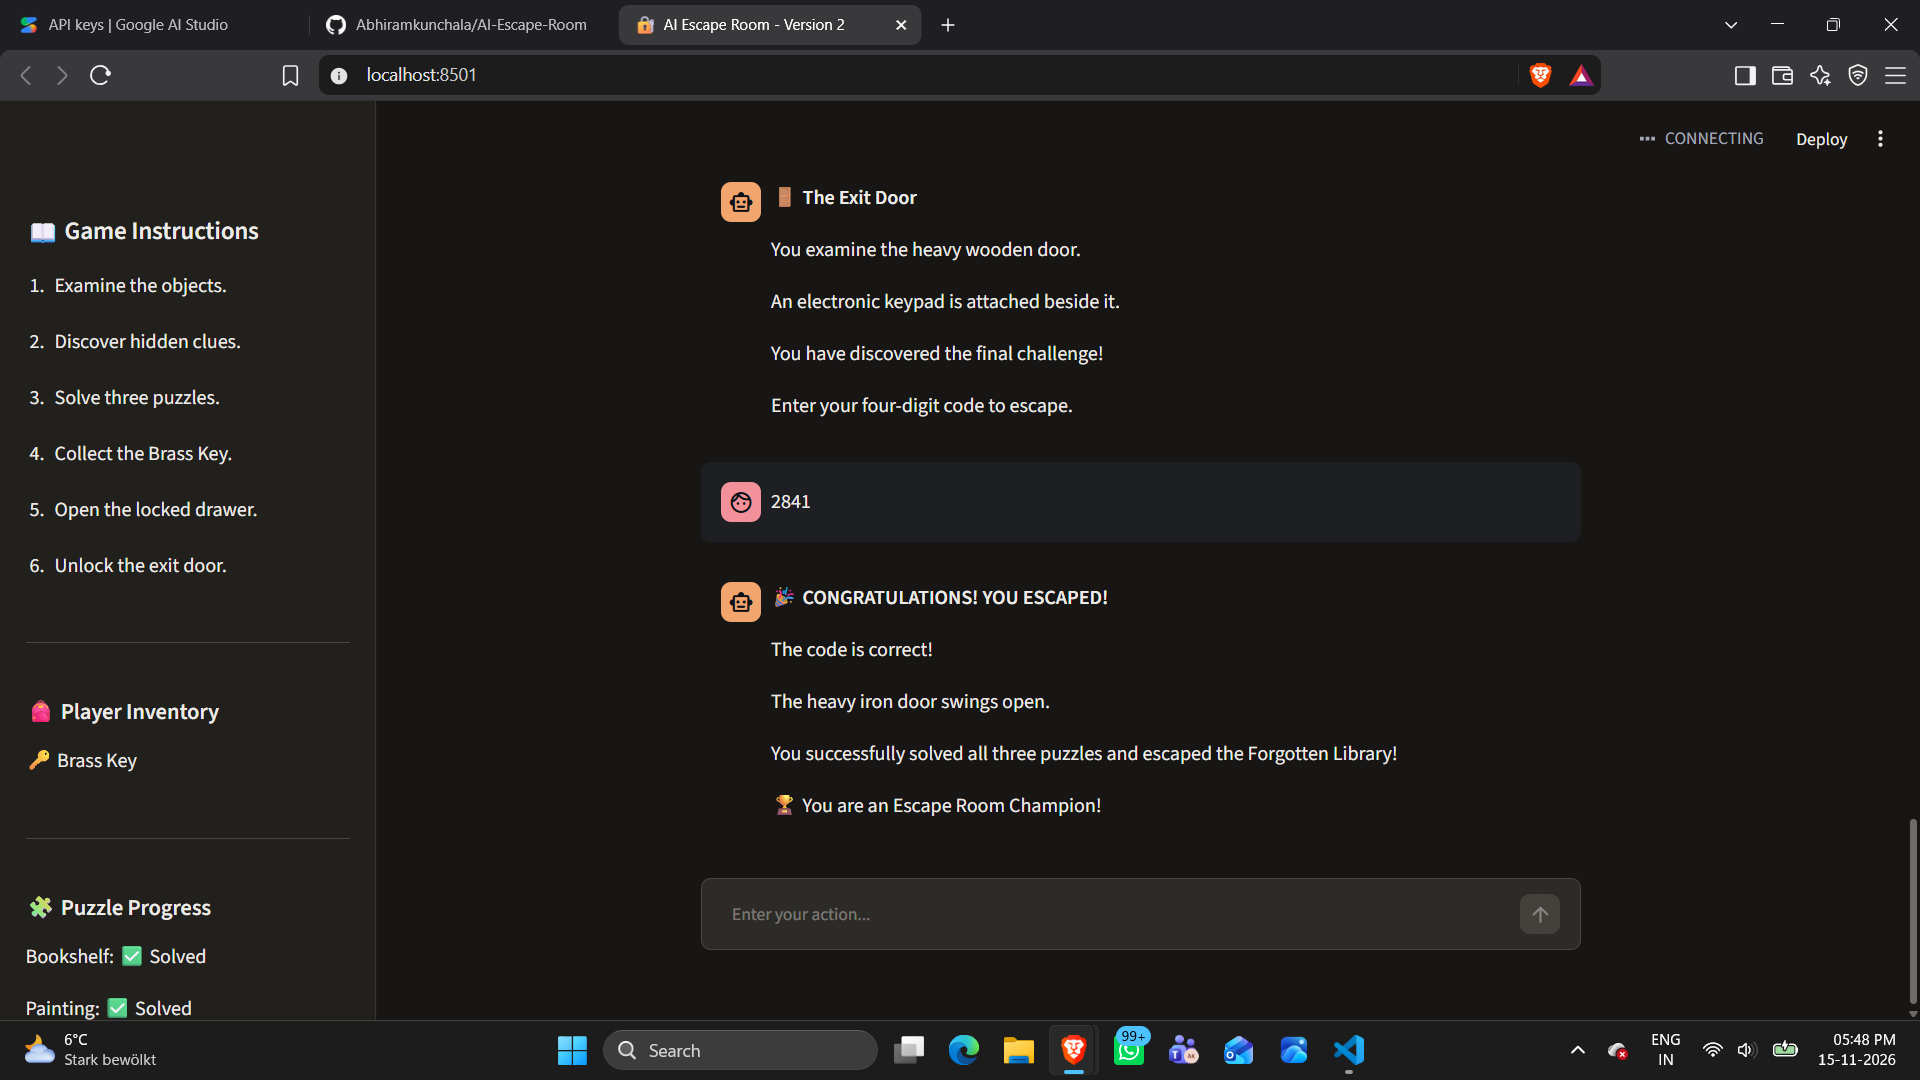 API keys | Google AI Studio
Abhiramkunchala/AI-Escape-Room
AI Escape Room - Version 2
localhost:8501
CONNECTING
Deploy
📖 Game Instructions
1. Examine the objects.
2. Discover hidden clues.
3. Solve three puzzles.
4. Collect the Brass Key.
5. Open the locked drawer.
6. Unlock the exit door.
🎒 Player Inventory
🔑 Brass Key
🧩 Puzzle Progress
Bookshelf: ✅ Solved
Painting: ✅ Solved
🚪 The Exit Door
You examine the heavy wooden door.
An electronic keypad is attached beside it.
You have discovered the final challenge!
Enter your four-digit code to escape.
2841
🎉 CONGRATULATIONS! YOU ESCAPED!
The code is correct!
The heavy iron door swings open.
You successfully solved all three puzzles and escaped the Forgotten Library!
🏆 You are an Escape Room Champion!
Enter your action...
6°C
Stark bewölkt
Search
99+
ENG
IN
05:48 PM
15-11-2026